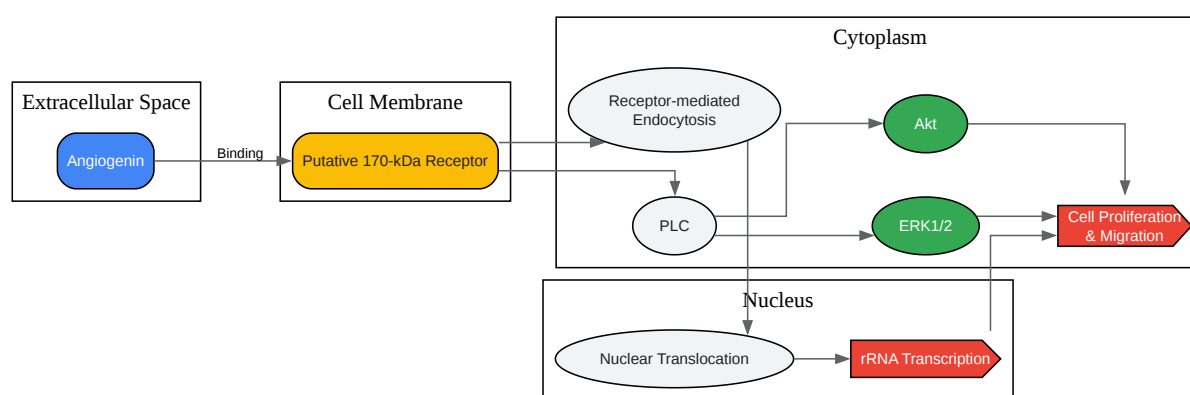 Extracellular Space
Angiogenin
Binding
Cell Membrane
Putative 170-kDa Receptor
Cytoplasm
Receptor-mediated
Endocytosis
Akt
PLC
ERK1/2
Cell Proliferation
& Migration
Nucleus
Nuclear Translocation
rRNA Transcription